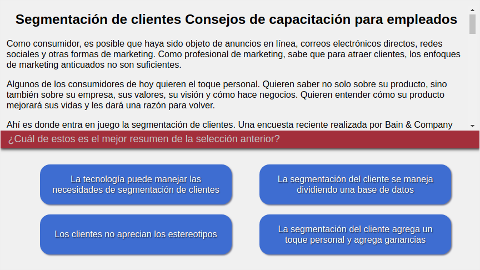 Segmentación de clientes Consejos de capacitación para empleados
Como consumidor, es posible que haya sido objeto de anuncios en línea, correos electrónicos directos, redes
sociales y otras formas de marketing. Como profesional de marketing, sabe que para atraer clientes, los enfoques
de marketing anticuados no son suficientes.
Algunos de los consumidores de hoy quieren el toque personal. Quieren saber no solo sobre su producto, sino
también sobre su empresa, sus valores, su visión y cómo hace negocios. Quieren entender cómo su producto
mejorará sus vidas y les dará una razón para volver.
Ahí es donde entra en juego la segmentación de clientes. Una encuesta reciente realizada por Bain & Company
¿Cuál de estos es el mejor resumen de la selección anterior?
La tecnología puede manejar las
necesidades de segmentación de clientes
La segmentación del cliente se maneja
dividiendo una base de datos
Los clientes no aprecian los estereotipos
La segmentación del cliente agrega un
toque personal y agrega ganancias